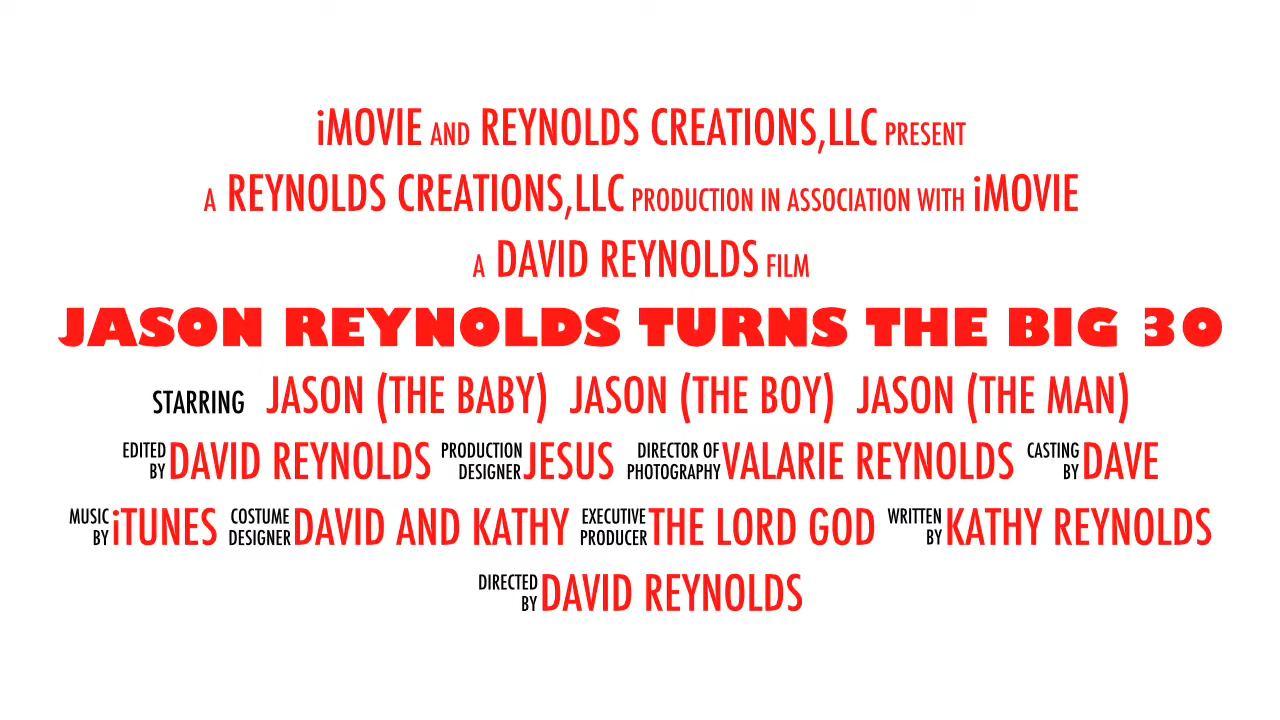 iMOVIE AND REYNOLDS CREATIONS,LLC PRESENT
A REYNOLDS CREATIONS,LLC PRODUCTION IN ASSOCIATION WITH iMOVIE
A DAVID REYNOLDS FILM
JASON REYNOLDS TURNS THE BIG 30
STARRING JASON (THE BABY) JASON (THE BOY) JASON (THE MAN)
EDITED BY DAVID REYNOLDS PRODUCTION DESIGNER JESUS DIRECTOR OF PHOTOGRAPHY VALARIE REYNOLDS CASTING BY DAVE
MUSIC BY iTUNES COSTUME DESIGNER DAVID AND KATHY EXECUTIVE PRODUCER THE LORD GOD WRITTEN BY KATHY REYNOLDS
DIRECTED BY DAVID REYNOLDS